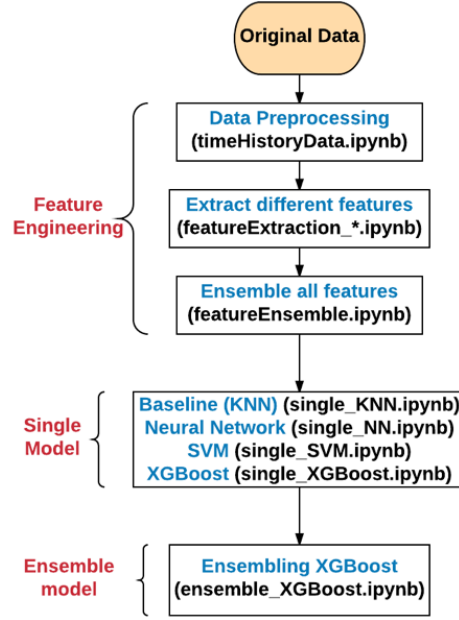 Original Data
Data Preprocessing
(timeHistoryData.ipynb)
Feature
Engineering
Extract different features
(featureExtraction_*.ipynb)
Ensemble all features
(featureEnsemble.ipynb)
Single
Model
Baseline (KNN) (single_KNN.ipynb)
Neural Network (single_NN.ipynb)
SVM (single_SVM.ipynb)
XGBoost (single_XGBoost.ipynb)
Ensemble
model
Ensembling XGBoost
(ensemble_XGBoost.ipynb)